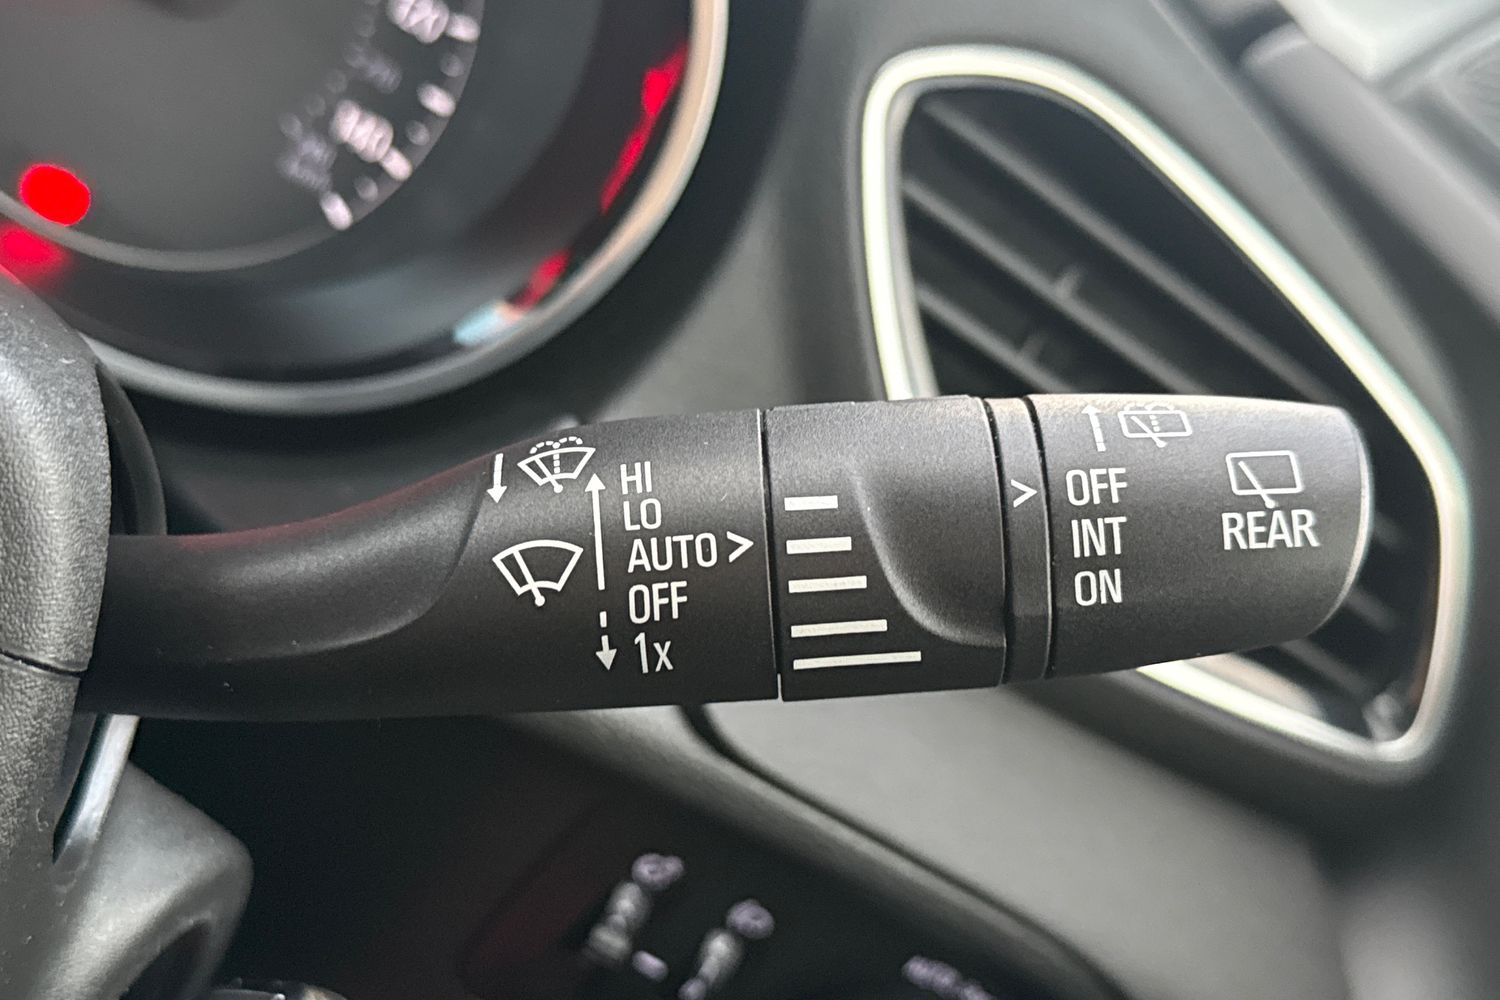 HI
LO
AUTO >
OFF
1x
>
OFF
INT
ON
REAR